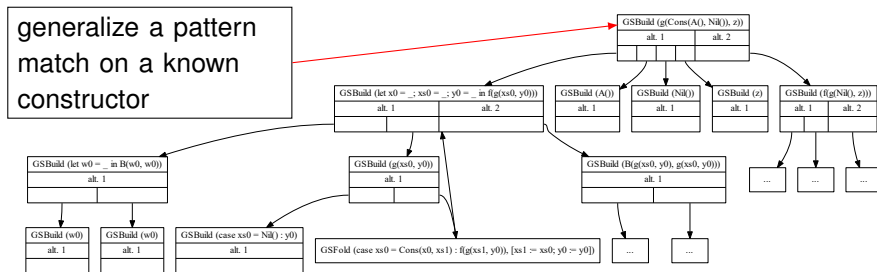 generalize a pattern
match on a known
constructor
GSBuild (g(Cons(A(), Nil()), z))
alt. 1
alt. 2
GSBuild (let x0 = _; xs0 = _; y0 = _ in f(g(xs0, y0)))
alt. 1
alt. 2
GSBuild (A())
alt. 1
GSBuild (Nil())
alt. 1
GSBuild (z)
alt. 1
GSBuild (f(g(Nil(), z)))
alt. 1
alt. 2
GSBuild (let w0 = _ in B(w0, w0))
alt. 1
GSBuild (g(xs0, y0))
alt. 1
GSBuild (B(g(xs0, y0), g(xs0, y0)))
alt. 1
...
...
...
GSBuild (w0)
alt. 1
GSBuild (w0)
alt. 1
GSBuild (case xs0 = Nil() : y0)
alt. 1
GSFold (case xs0 = Cons(x0, xs1) : f(g(xs1, y0)), [xs1 := xs0; y0 := y0])
...
...